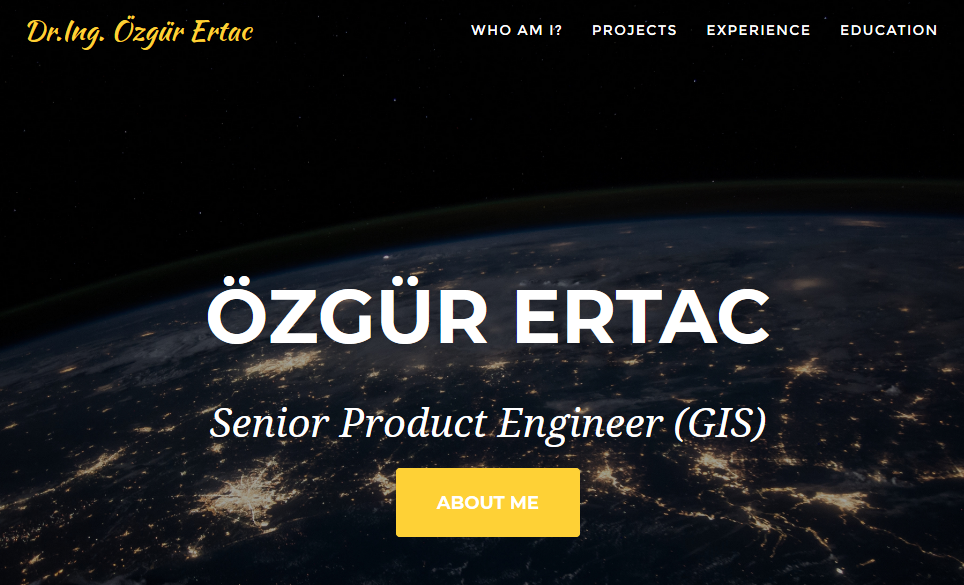 Dr.Ing. Özgür Ertac
WHO AM I? PROJECTS EXPERIENCE EDUCATION
ÖZGÜR ERTAC
Senior Product Engineer (GIS)
ABOUT ME